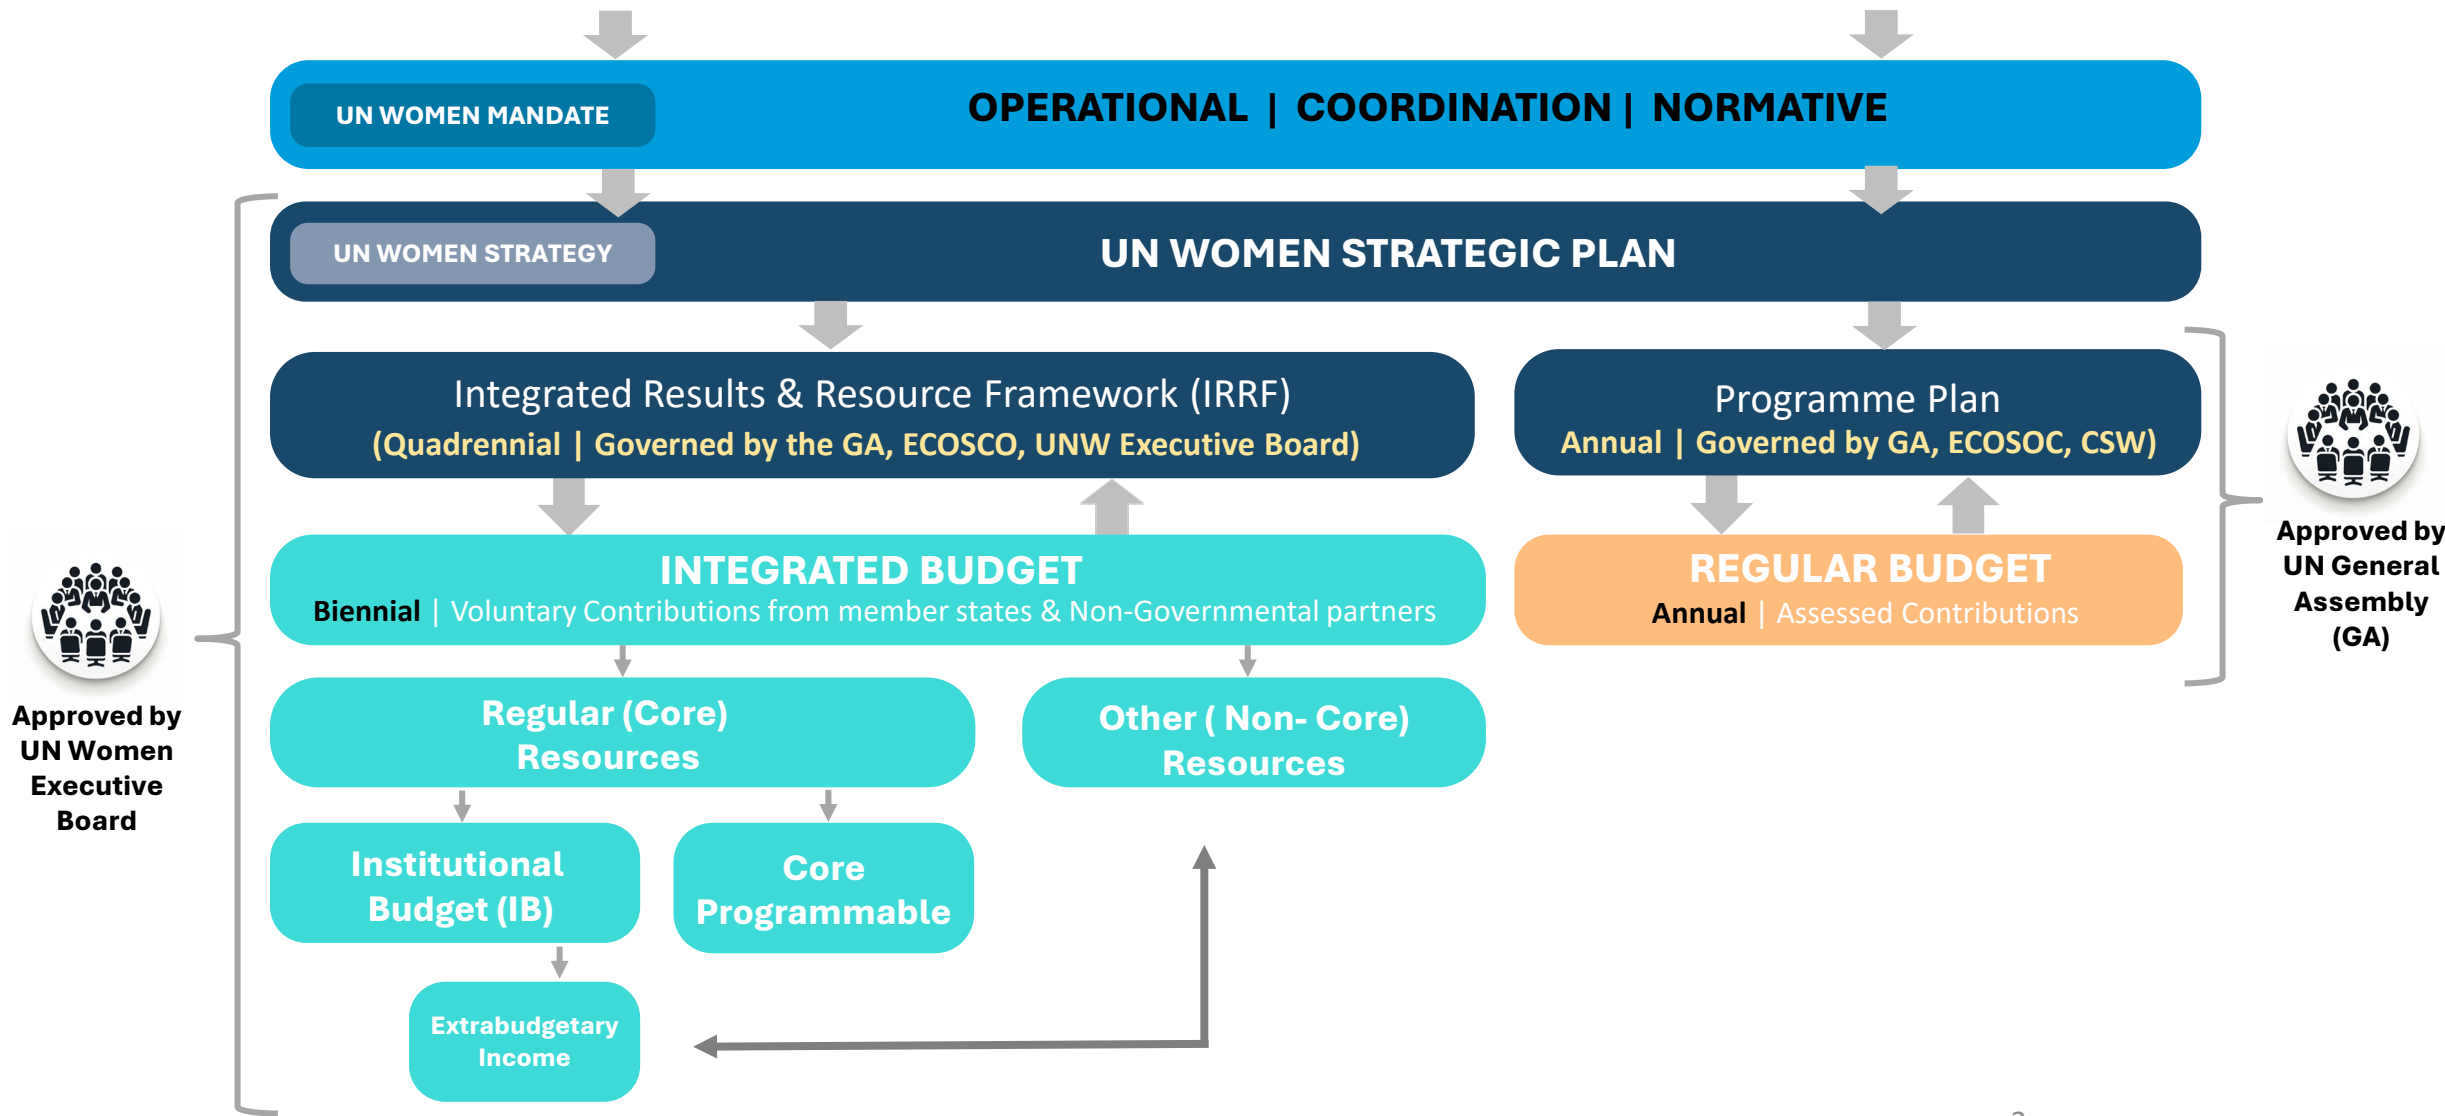 UN WOMEN MANDATE
OPERATIONAL | COORDINATION | NORMATIVE
UN WOMEN STRATEGY
UN WOMEN STRATEGIC PLAN
Integrated Results & Resource Framework (IRRF)
(Quadrennial | Governed by the GA, ECOSCO, UNW Executive Board)
Programme Plan
Annual | Governed by GA, ECOSOC, CSW)
INTEGRATED BUDGET
Biennial | Voluntary Contributions from member states & Non-Governmental partners
REGULAR BUDGET
Annual | Assessed Contributions
Approved by
UN General
Assembly
(GA)
Approved by
UN Women
Executive
Board
Regular (Core)
Resources
Other ( Non- Core)
Resources
Institutional
Budget (IB)
Core
Programmable
Extrabudgetary
Income